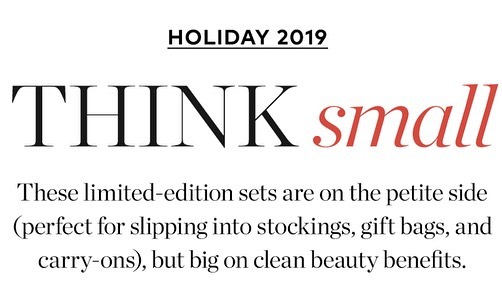 HOLIDAY 2019
THINK small
These limited-edition sets are on the petite side
(perfect for slipping into stockings, gift bags, and
carry-ons), but big on clean beauty benefits.